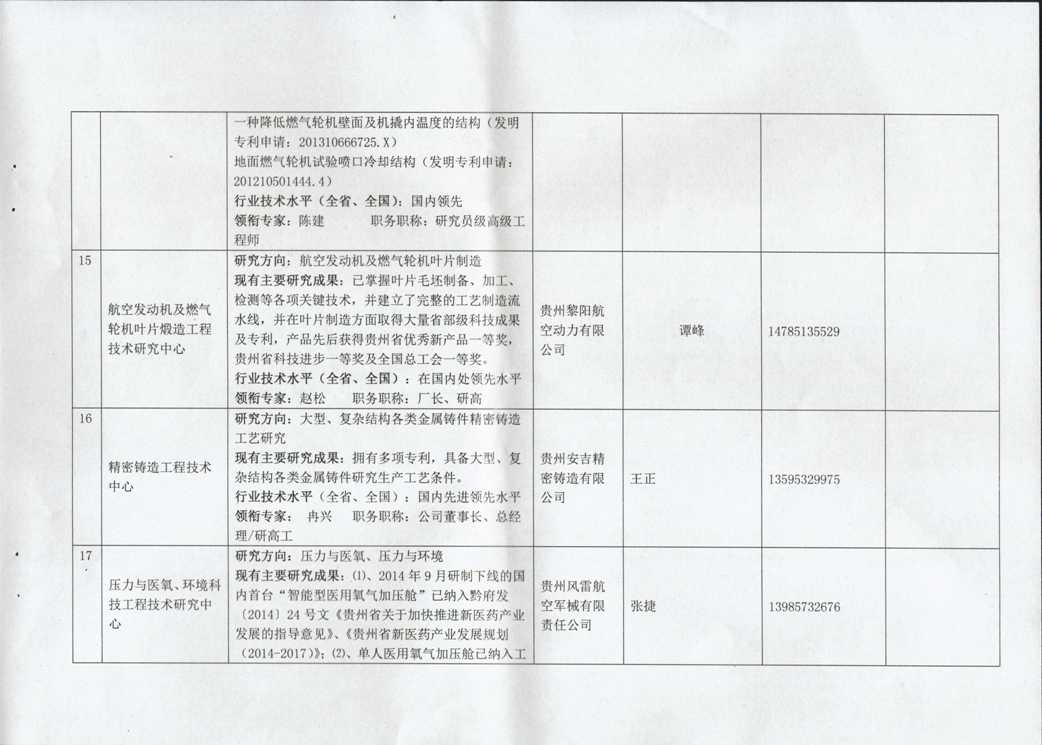 一种降低燃气轮机壁面及机撬内温度的结构（发明
专利申请：201310666725.X）
地面燃气轮机试验喷口冷却结构（发明专利申请：
201210501444.4）
行业技术水平（全省、全国）：国内领先
领衔专家：陈建 职务职称：研究员级高级工
程师
15
航空发动机及燃气
轮机叶片煅造工程
技术研究中心
研究方向：航空发动机及燃气轮机叶片制造
现有主要研究成果：已掌握叶片毛坯制备、加工、
检测等各项关键技术，并建立了完整的工艺制造流
水线，并在叶片制造方面取得大量省部级科技成果
及专利，产品先后获得贵州省优秀新产品一等奖，
贵州省科技进步一等奖及全国总工会一等奖。
行业技术水平（全省、全国）：在国内处领先水平
领衔专家：赵松 职务职称：厂长、研高
贵州黎阳航
空动力有限
公司
谭峰
14785135529
16
精密铸造工程技术
中心
研究方向：大型、复杂结构各类金属铸件精密铸造
工艺研究
现有主要研究成果：拥有多项专利，具备大型、复
杂结构各类金属铸件研究生产工艺条件。
行业技术水平（全省、全国）：国内先进领先水平
领衔专家： 冉兴 职务职称：公司董事长、总经
理/研高工
贵州安吉精
密铸造有限
公司
王正
13595329975
17
压力与医氧、环境科
技工程技术研究中
心
研究方向：压力与医氧、压力与环境
现有主要研究成果：⑴、2014 年 9 月研制下线的国
内首台“智能型医用氧气加压舱”已纳入黔府发
〔2014〕24 号文《贵州省关于加快推进新医药产业
发展的指导意见》、《贵州省新医药产业发展规划
（2014-2017）》；⑵、单人医用氧气加压舱已纳入工
贵州风雷航
空军械有限
责任公司
张捷
13985732676